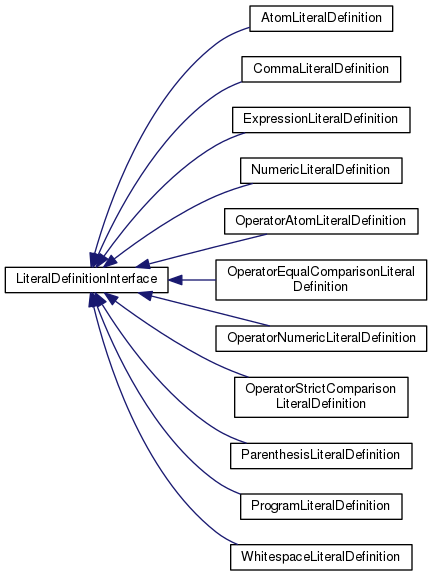 AtomLiteralDefinition
CommaLiteralDefinition
ExpressionLiteralDefinition
NumericLiteralDefinition
OperatorAtomLiteralDefinition
LiteralDefinitionInterface
OperatorEqualComparisonLiteral
Definition
OperatorNumericLiteralDefinition
OperatorStrictComparison
LiteralDefinition
ParenthesisLiteralDefinition
ProgramLiteralDefinition
WhitespaceLiteralDefinition